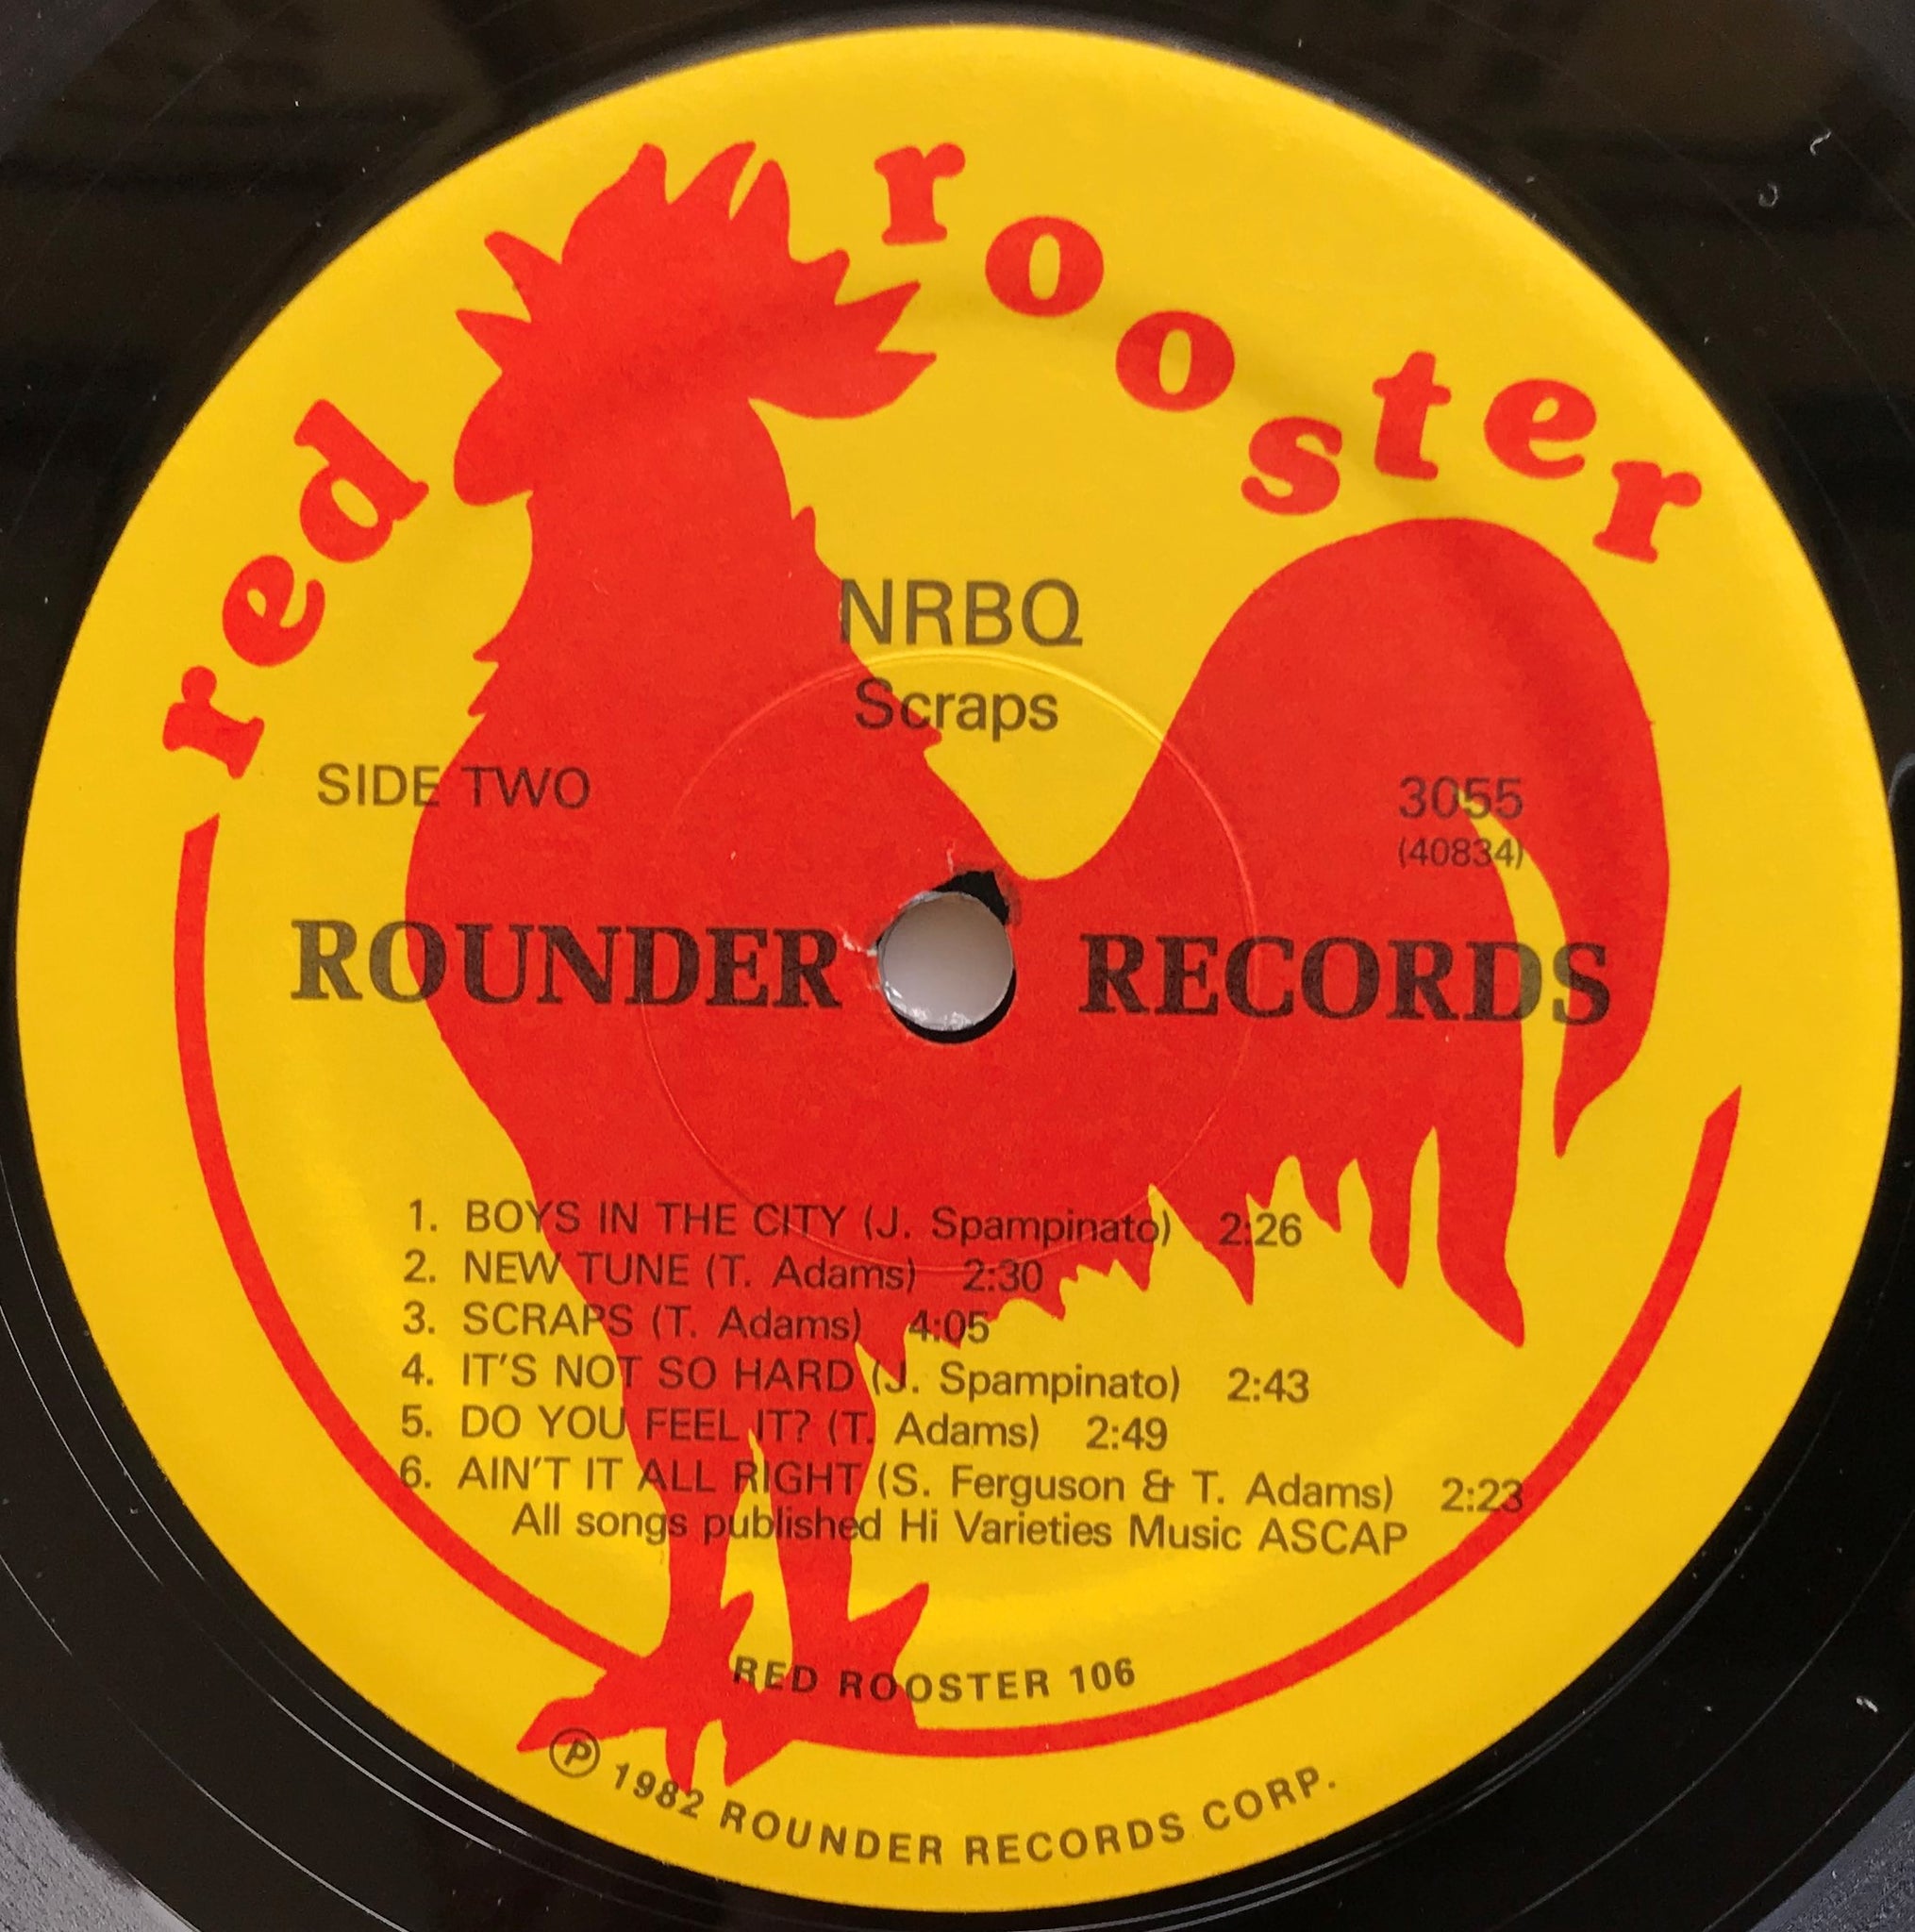 red rooster
NRBQ
Scraps
SIDE TWO
3055
(40834)
ROUNDER RECORDS
1. BOYS IN THE CITY (J. Spampinato) 2:26
2. NEW TUNE (T. Adams) 2:30
3. SCRAPS (T. Adams) 4:05
4. IT'S NOT SO HARD (J. Spampinato) 2:43
5. DO YOU FEEL IT? (T. Adams) 2:49
6. AIN'T IT ALL RIGHT (S. Ferguson & T. Adams) 2:23
All songs published Hi Varieties Music ASCAP
RED ROOSTER 106
℗ 1982 ROUNDER RECORDS CORP.